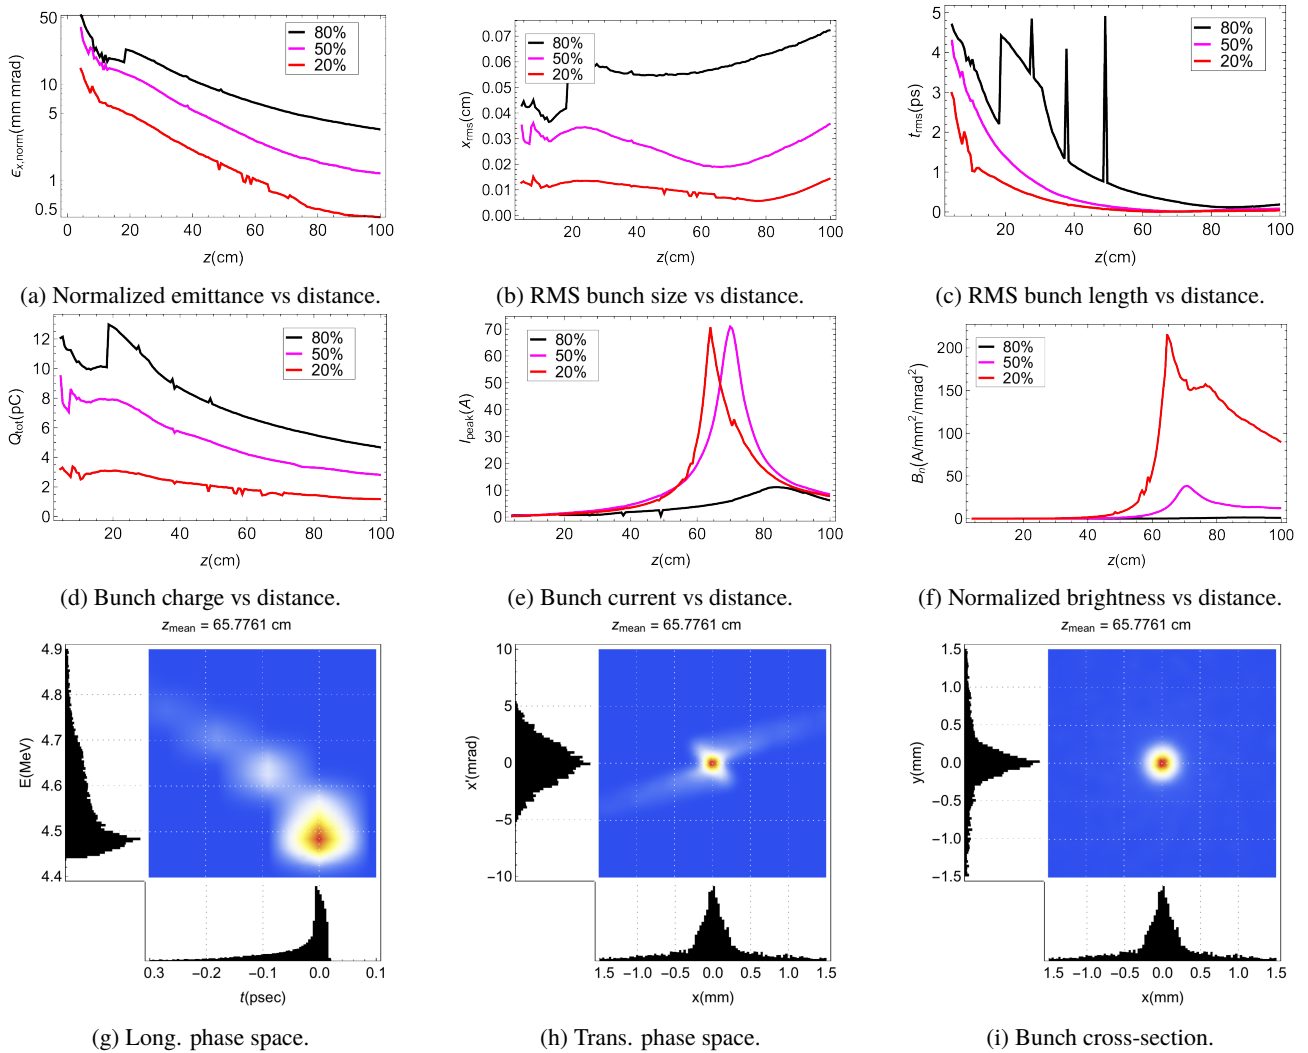 50
10
5
1
0.5
ϵx,norm(mm mrad)
80%
50%
20%
0 20 40 60 80 100
z(cm)
(a) Normalized emittance vs distance.
0.07
0.06
0.05
0.04
0.03
0.02
0.01
0.00
xrms(cm)
80%
50%
20%
20 40 60 80 100
z(cm)
(b) RMS bunch size vs distance.
5
4
3
2
1
0
trms(ps)
80%
50%
20%
20 40 60 80 100
z(cm)
(c) RMS bunch length vs distance.
12
10
8
6
4
2
0
Qtot(pC)
80%
50%
20%
0 20 40 60 80 100
z(cm)
(d) Bunch charge vs distance.
70
60
50
40
30
20
10
0
Ipeak(A)
80%
50%
20%
20 40 60 80 100
z(cm)
(e) Bunch current vs distance.
200
150
100
50
0
Bn(A/mm²/mrad²)
80%
50%
20%
20 40 60 80 100
z(cm)
(f) Normalized brightness vs distance.
zmean = 65.7761 cm
4.9
4.8
4.7
4.6
4.5
4.4
E(MeV)
0.3 −0.2 −0.1 0.0 0.1
t(psec)
(g) Long. phase space.
zmean = 65.7761 cm
10
5
0
−5
−10
x'(mrad)
1.5 −1.0 −0.5 0.0 0.5 1.0 1.5
x(mm)
(h) Trans. phase space.
zmean = 65.7761 cm
1.5
1.0
0.5
0.0
−0.5
−1.0
−1.5
y(mm)
1.5 −1.0 −0.5 0.0 0.5 1.0 1.5
x(mm)
(i) Bunch cross-section.